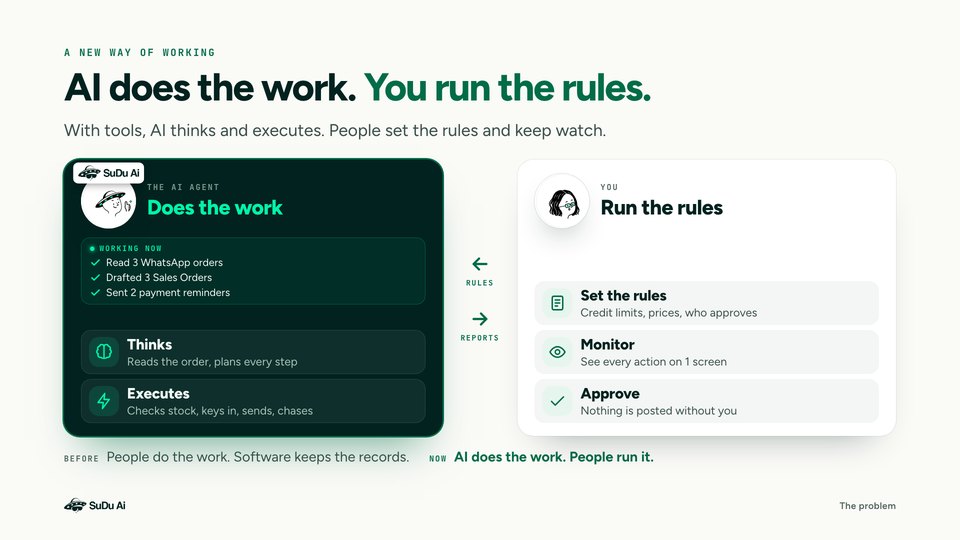 A NEW WAY OF WORKING
AI does the work. You run the rules.
With tools, AI thinks and executes. People set the rules and keep watch.
SuDu Ai
THE AI AGENT
Does the work
WORKING NOW
Read 3 WhatsApp orders
Drafted 3 Sales Orders
Sent 2 payment reminders
Thinks
Reads the order, plans every step
Executes
Checks stock, keys in, sends, chases
RULES
REPORTS
YOU
Run the rules
Set the rules
Credit limits, prices, who approves
Monitor
See every action on 1 screen
Approve
Nothing is posted without you
BEFORE People do the work. Software keeps the records. NOW AI does the work. People run it.
SuDu Ai
The problem